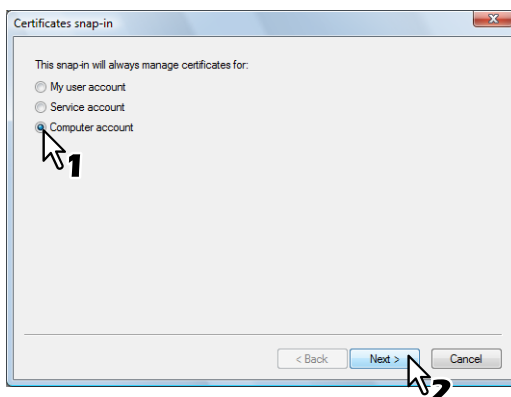 Certificates snap-in
This snap-in will always manage certificates for:
My user account
Service account
Computer account
1
< Back Next > Cancel
2